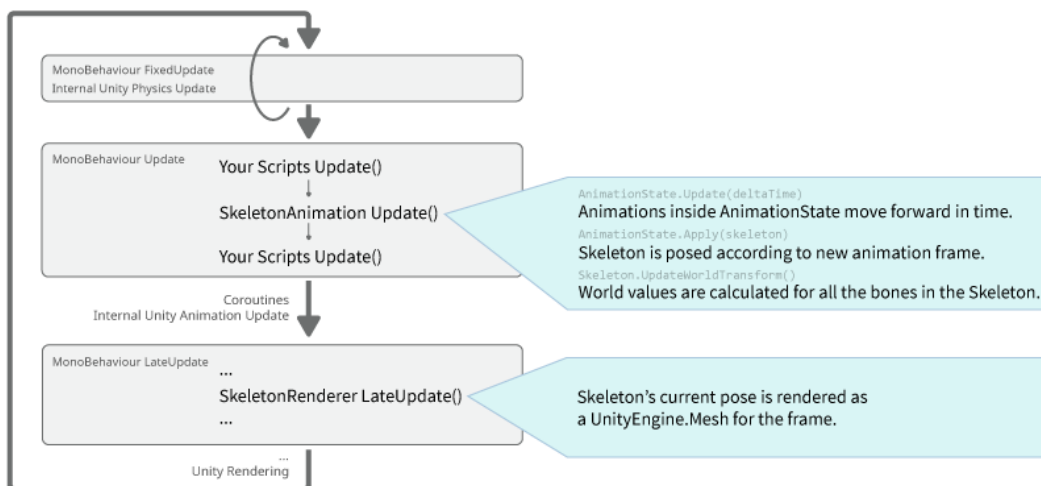 MonoBehaviour FixedUpdate
Internal Unity Physics Update
MonoBehaviour Update
Your Scripts Update()
SkeletonAnimation Update()
Your Scripts Update()
AnimationState.Update(deltaTime)
Animations inside AnimationState move forward in time.
AnimationState.Apply(skeleton)
Skeleton is posed according to new animation frame.
Skeleton.UpdateWorldTransform()
World values are calculated for all the bones in the Skeleton.
Coroutines
Internal Unity Animation Update
MonoBehaviour LateUpdate
...
SkeletonRenderer LateUpdate()
...
Skeleton’s current pose is rendered as
a UnityEngine.Mesh for the frame.
...
Unity Rendering